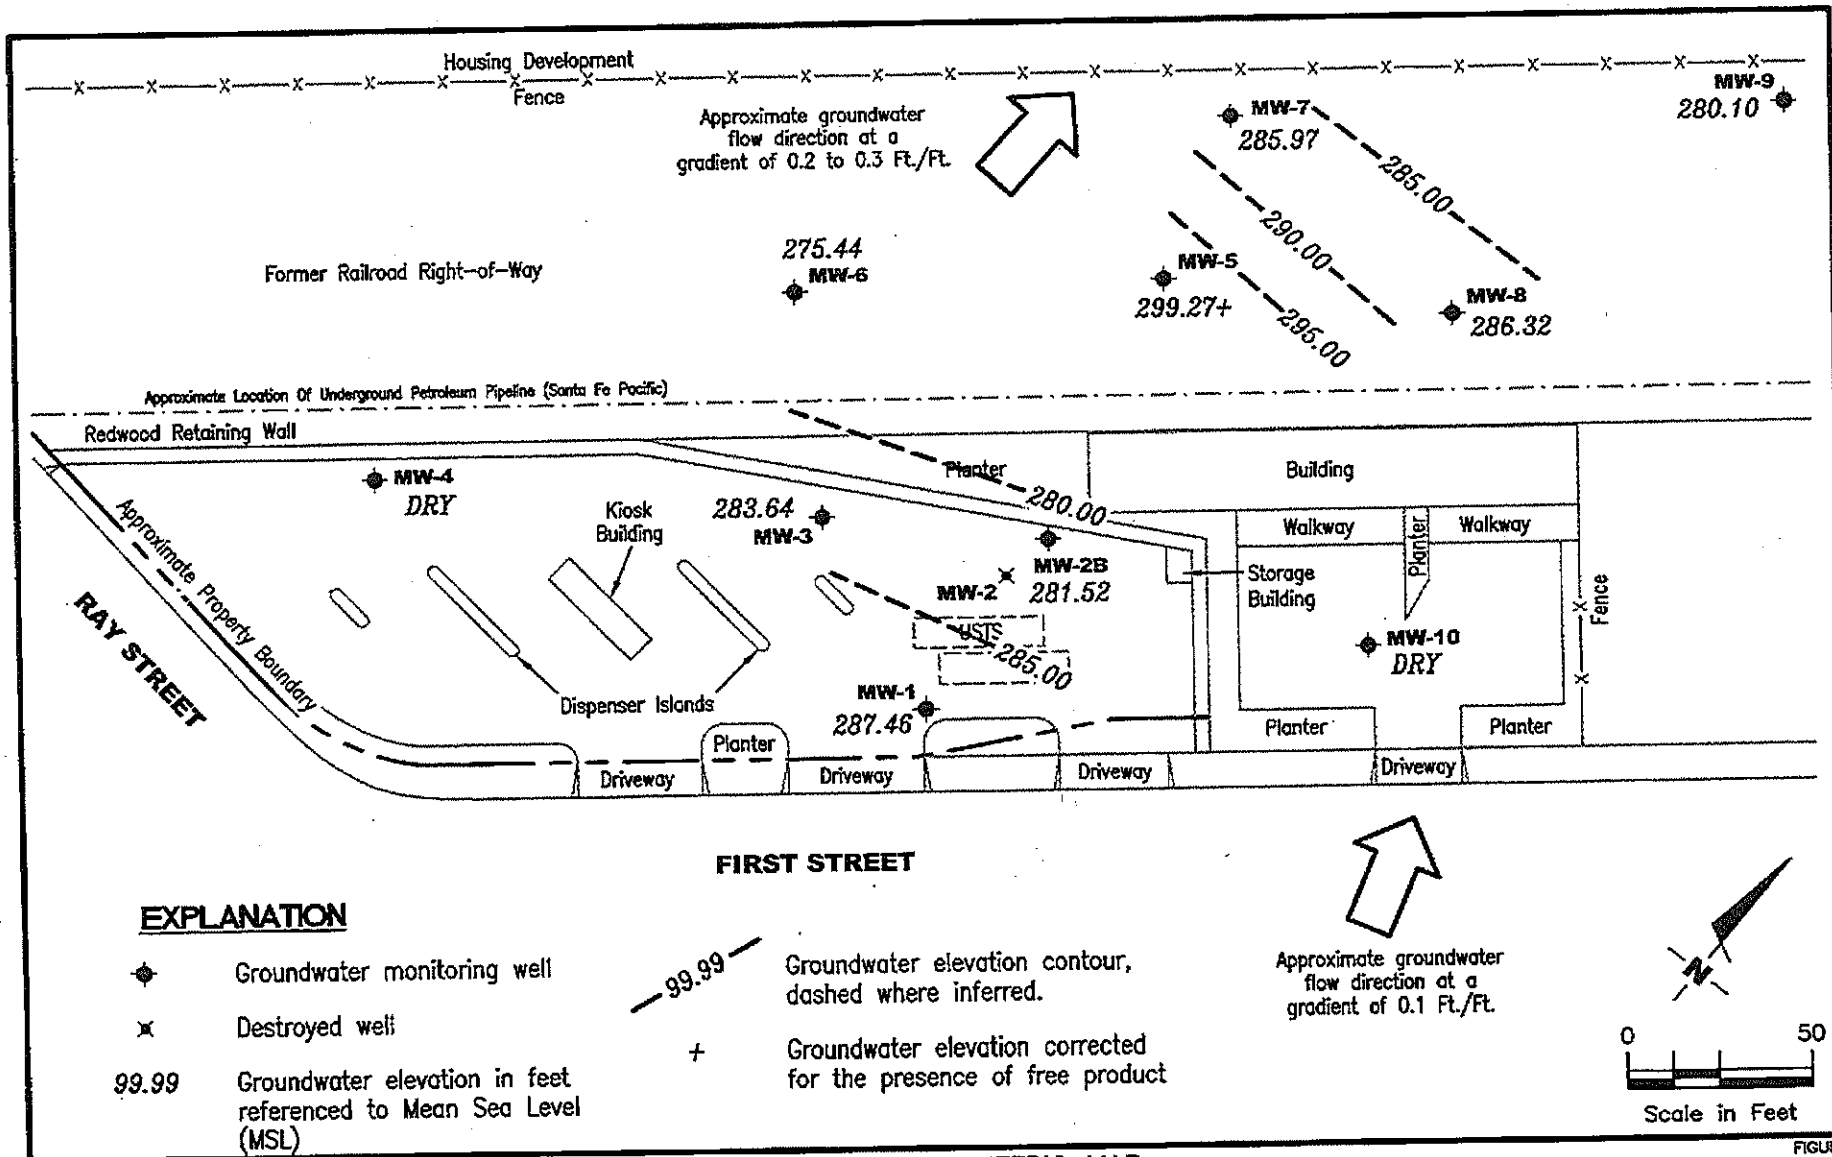 Housing Development
Fence
MW-9
280.10
Approximate groundwater
flow direction at a
gradient of 0.2 to 0.3 Ft./Ft.
MW-7
285.97
285.00
290.00
295.00
275.44
MW-6
Former Railroad Right-of-Way
MW-5
299.27+
MW-8
286.32
Approximate Location Of Underground Petroleum Pipeline (Santa Fe Pacific)
Redwood Retaining Wall
MW-4
DRY
Planter
280.00
Building
283.64
MW-3
Kiosk
Building
Walkway
Planter
Walkway
MW-2B
281.52
MW-2
Storage
Building
Fence
USTS
285.00
MW-10
DRY
Approximate Property Boundary
RAY STREET
Dispenser Islands
MW-1
287.46
Planter
Planter
Planter
Driveway
Driveway
Driveway
Driveway
FIRST STREET
EXPLANATION
Groundwater monitoring well
Destroyed well
99.99
Groundwater elevation in feet
referenced to Mean Sea Level
(MSL)
99.99
Groundwater elevation contour,
dashed where inferred.
+
Groundwater elevation corrected
for the presence of free product
Approximate groundwater
flow direction at a
gradient of 0.1 Ft./Ft.
N
0 50
Scale in Feet